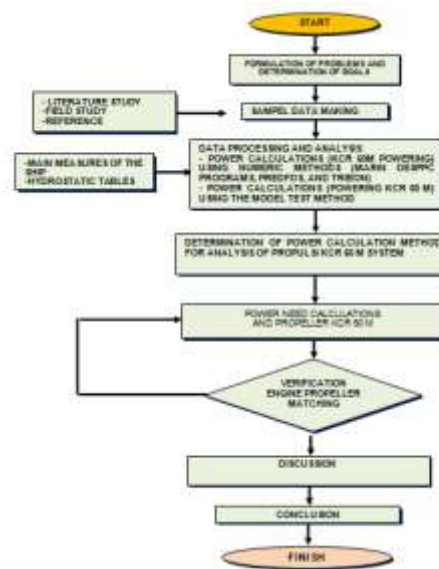 START
FORMULATION OF PROBLEMS AND
DETERMINATION OF GOALS
- LITERATURE STUDY
- FIELD STUDY
- REFERENCE
SAMPEL DATA MAKING
-MAIN MEASURES OF THE
SHIP
-HYDROSTATIC TABLES
DATA PROCESSING AND ANALYSIS
- POWER CALCULATIONS (KCR 60M POWERING)
USING NUMERIC METHODS (MARIN DESPPC
PROGRAMS, PREDFOS, AND TRIBON)
- POWER CALCULATIONS (POWERING KCR 60 M)
USING THE MODEL TEST METHOD
DETERMINATION OF POWER CALCULATION METHOD
FOR ANALYSIS OF PROPULSI KCR 60 M SYSTEM
POWER NEED CALCULATIONS
AND PROPELLER KCR 60 M
VERIFICATION
ENGINE PROPELLER
MATCHING
DISCUSSION
CONCLUSION
FINISH